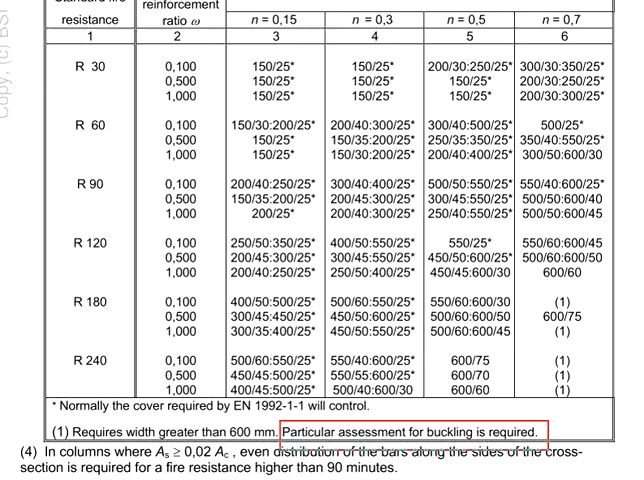 Standard fire
reinforcement
resistance
ratio ω
n = 0,15
n = 0,3
n = 0,5
n = 0,7
1 2 3 4 5 6
R 30 0,100 150/25* 150/25* 200/30:250/25* 300/30:350/25*
0,500 150/25* 150/25* 150/25* 200/30:250/25*
1,000 150/25* 150/25* 150/25* 200/30:300/25*
R 60 0,100 150/30:200/25* 200/40:300/25* 300/40:500/25* 500/25*
0,500 150/25* 150/35:200/25* 250/35:350/25* 350/40:550/25*
1,000 150/25* 150/30:200/25* 200/40:400/25* 300/50:600/30
R 90 0,100 200/40:250/25* 300/40:400/25* 500/50:550/25* 550/40:600/25*
0,500 150/35:200/25* 200/45:300/25* 300/45:550/25* 500/50:600/40
1,000 200/25* 200/40:300/25* 250/40:550/25* 500/50:600/45
R 120 0,100 250/50:350/25* 400/50:550/25* 550/25* 550/60:600/45
0,500 200/45:300/25* 300/45:550/25* 450/50:600/25* 500/60:600/50
1,000 200/40:250/25* 250/50:400/25* 450/45:600/30 600/60
R 180 0,100 400/50:500/25* 500/60:550/25* 550/60:600/30 (1)
0,500 300/45:450/25* 450/50:600/25* 500/60:600/50 600/75
1,000 300/35:400/25* 450/50:550/25* 500/60:600/45 (1)
R 240 0,100 500/60:550/25* 550/40:600/25* 600/75 (1)
0,500 450/45:500/25* 550/55:600/25* 600/70 (1)
1,000 400/45:500/25* 500/40:600/30 600/60 (1)
* Normally the cover required by EN 1992-1-1 will control.
(1) Requires width greater than 600 mm. Particular assessment for buckling is required.
(4) In columns where As ≥ 0,02 Ac , even distribution of the bars along the sides of the cross-
section is required for a fire resistance higher than 90 minutes.
Copy, (c) BSI